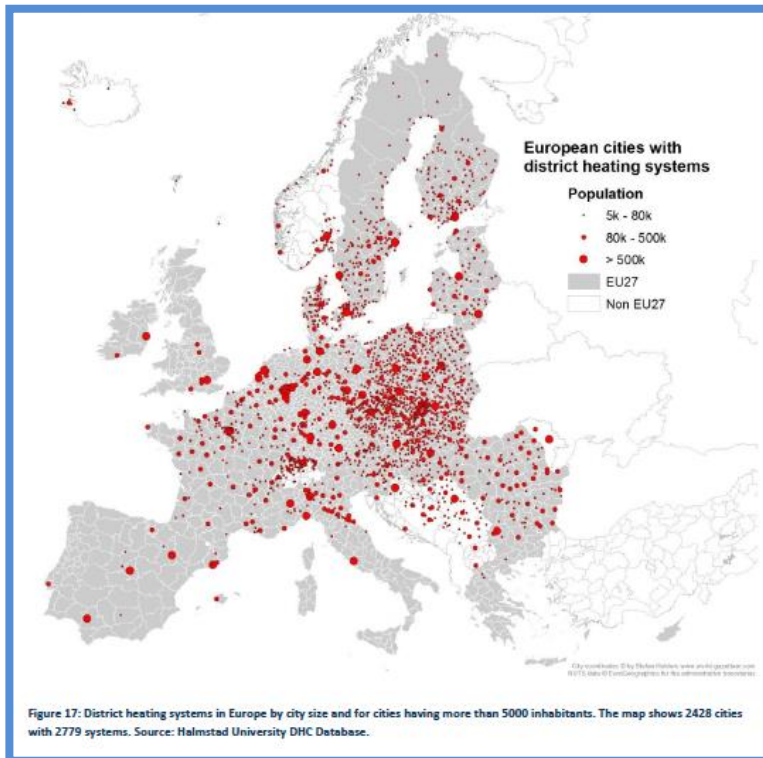 European cities with
district heating systems
Population
5k - 80k
80k - 500k
> 500k
EU27
Non EU27
Figure 17: District heating systems in Europe by city size and for cities having more than 5000 inhabitants. The map shows 2428 cities
with 2779 systems. Source: Halmstad University DHC Database.